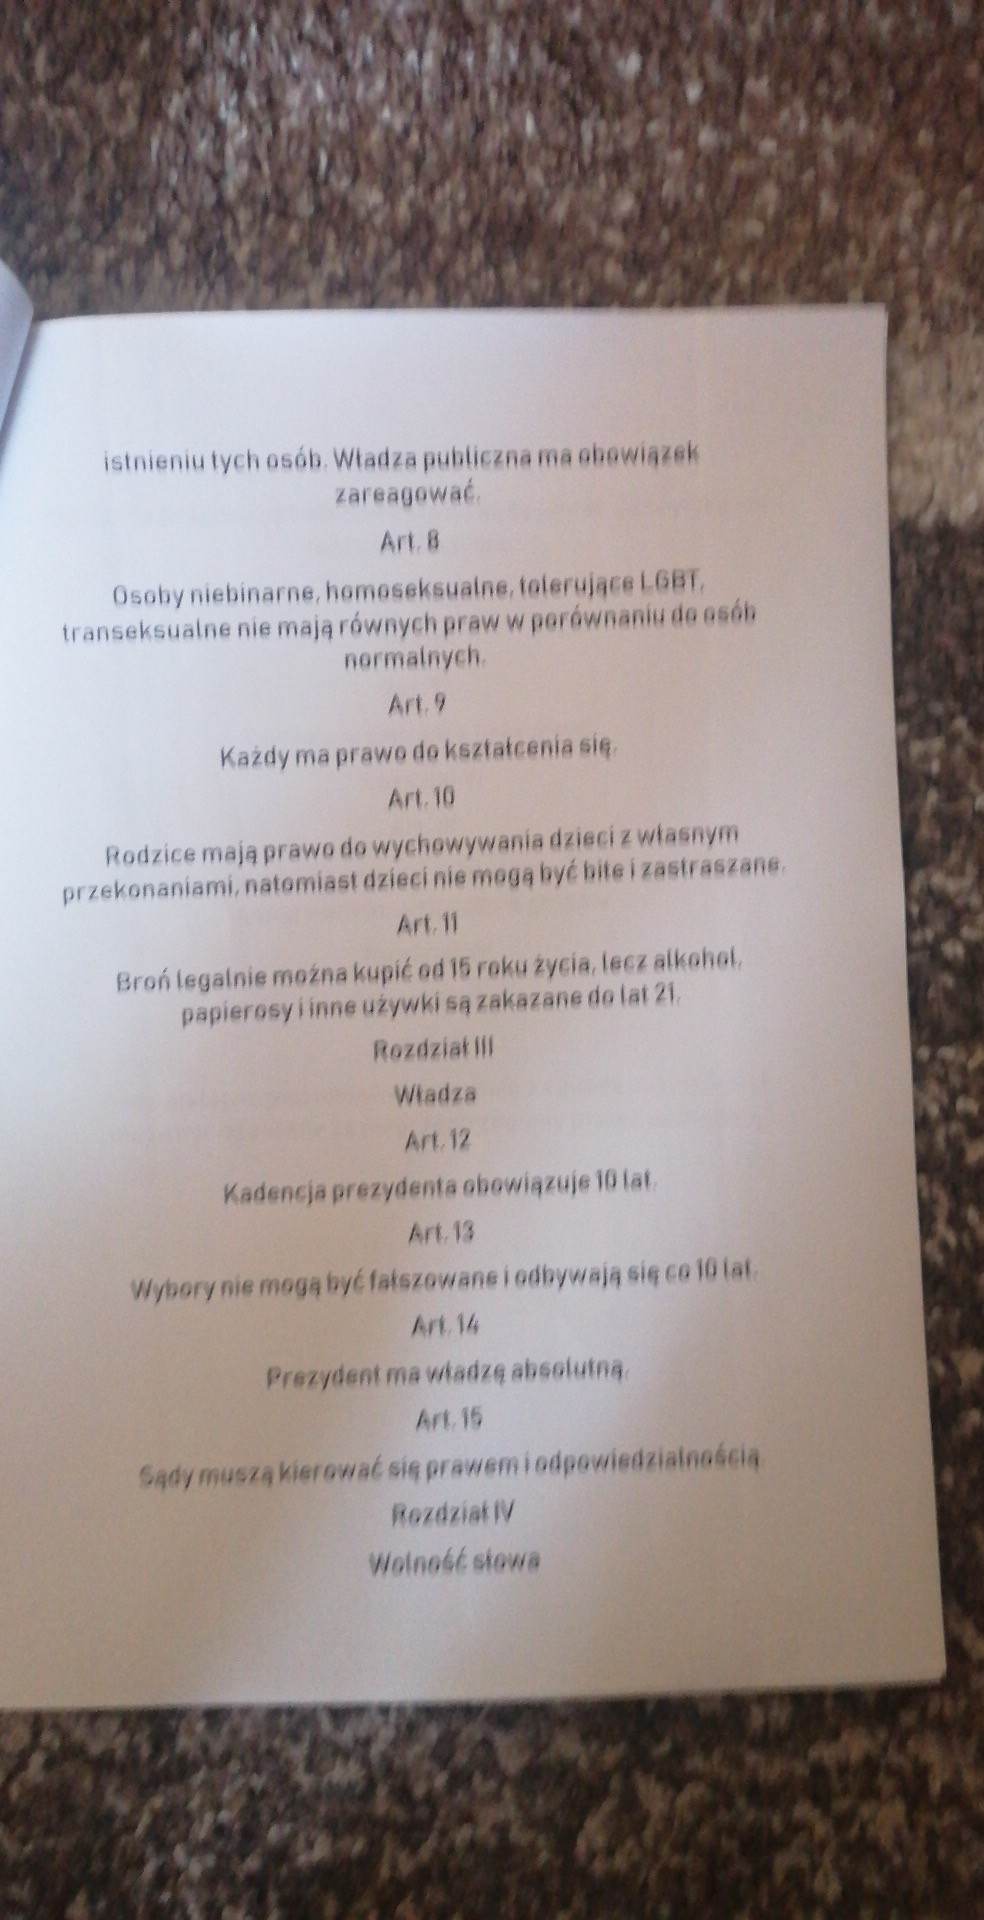 istnieniu tych osób. Władza publiczna ma obowiązek
zareagować.
Art. 8
Osoby niebinarne, homoseksualne, tolerujące LGBT,
transeksualne nie mają równych praw w porównaniu do osób
normalnych.
Art. 9
Każdy ma prawo do kształcenia się.
Art. 10
Rodzice mają prawo do wychowywania dzieci z własnym
przekonaniami, natomiast dzieci nie mogą być bite i zastraszane.
Art. 11
Broń legalnie można kupić od 15 roku życia, lecz alkohol,
papierosy i inne używki są zakazane do lat 21.
Rozdział III
Władza
Art. 12
Kadencja prezydenta obowiązuje 10 lat.
Art. 13
Wybory nie mogą być fałszowane i odbywają się co 10 lat.
Art. 14
Prezydent ma władzę absolutną.
Art. 15
Sądy muszą kierować się prawem i odpowiedzialnością
Rozdział IV
Wolność słowa